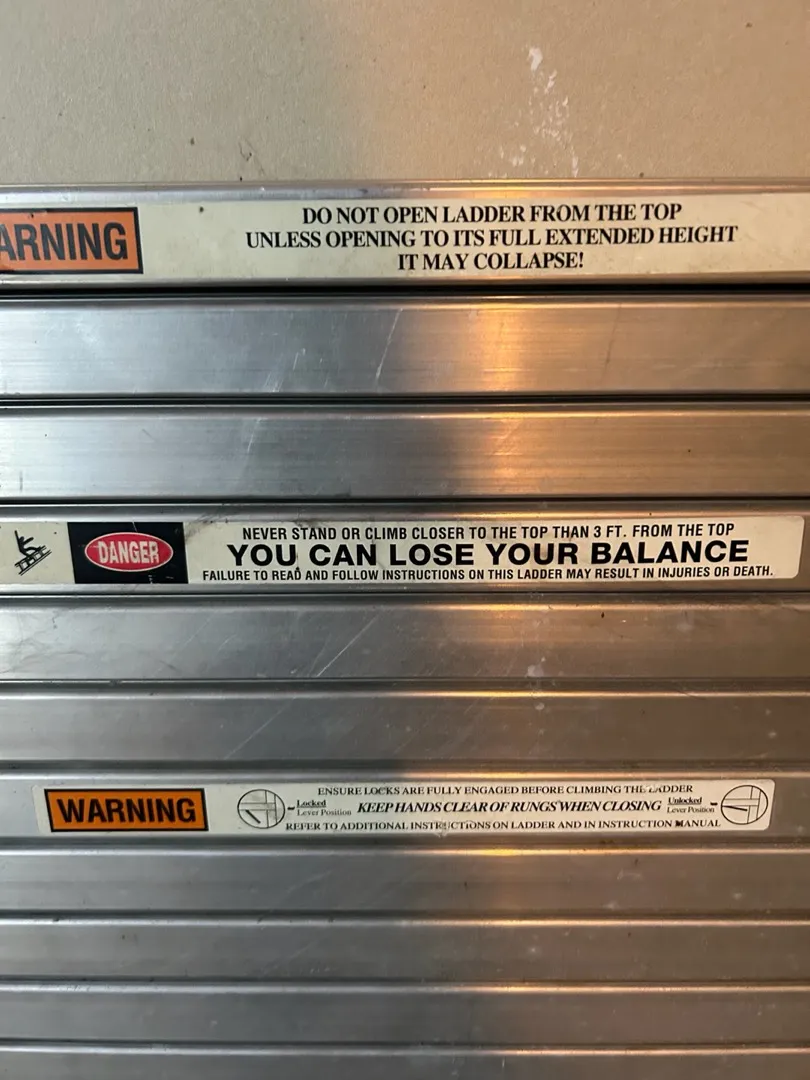 ARNING
DO NOT OPEN LADDER FROM THE TOP
UNLESS OPENING TO ITS FULL EXTENDED HEIGHT
IT MAY COLLAPSE!
DANGER
NEVER STAND OR CLIMB CLOSER TO THE TOP THAN 3 FT. FROM THE TOP
YOU CAN LOSE YOUR BALANCE
FAILURE TO READ AND FOLLOW INSTRUCTIONS ON THIS LADDER MAY RESULT IN INJURIES OR DEATH.
WARNING
ENSURE LOCKS ARE FULLY ENGAGED BEFORE CLIMBING THE LADDER
Locked
Lever Position
KEEP HANDS CLEAR OF RUNGS WHEN CLOSING
Unlocked
Lever Position
REFER TO ADDITIONAL INSTRUCTIONS ON LADDER AND IN INSTRUCTION MANUAL